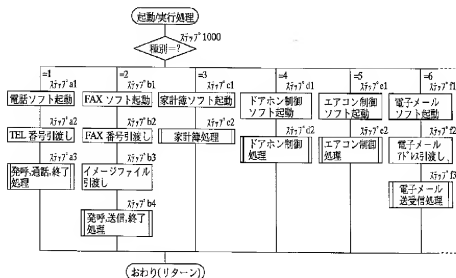 起動/実行処理
ｽﾃｯﾌﾟ1000
種別=?
=1
=2
=3
=4
=5
=6
ｽﾃｯﾌﾟa1
ｽﾃｯﾌﾟb1
ｽﾃｯﾌﾟc1
ｽﾃｯﾌﾟd1
ｽﾃｯﾌﾟe1
ｽﾃｯﾌﾟf1
電話ソフト起動
FAX ソフト起動
家計簿ソフト起動
ドアホン制御
ソフト起動
エアコン制御
ソフト起動
電子メール
ソフト起動
ｽﾃｯﾌﾟa2
ｽﾃｯﾌﾟb2
ｽﾃｯﾌﾟc2
ｽﾃｯﾌﾟd2
ｽﾃｯﾌﾟe2
ｽﾃｯﾌﾟf2
TEL 番号引渡し
FAX 番号引渡し
家計簿処理
ドアホン制御
処理
エアコン制御
処理
電子メール
ｱﾄﾞﾚｽ引渡し
ｽﾃｯﾌﾟa3
ｽﾃｯﾌﾟb3
ｽﾃｯﾌﾟf3
発呼,通話,終了
処理
イメージファイル
引渡し
電子メール
送受信処理
ｽﾃｯﾌﾟb4
発呼,送信,終了
処理
おわり(リターン)